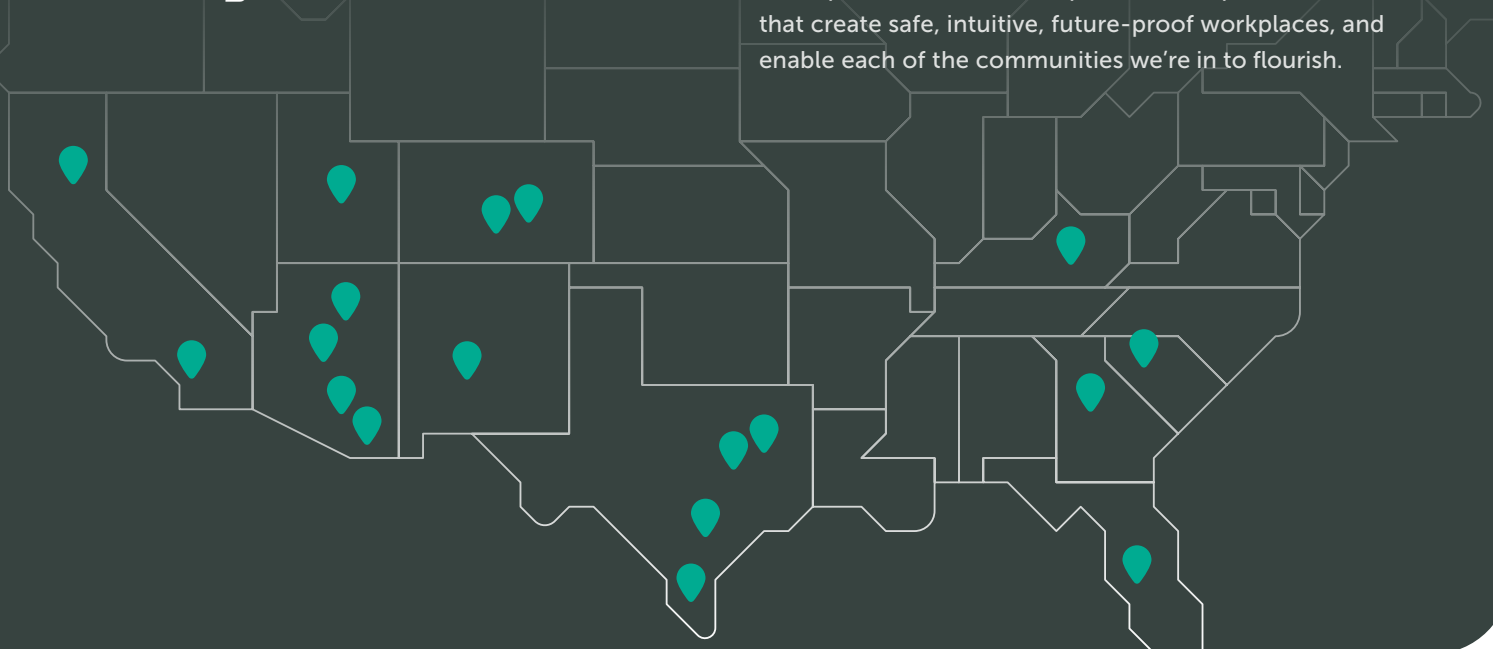 that create safe, intuitive, future-proof workplaces, and
enable each of the communities we're in to flourish.